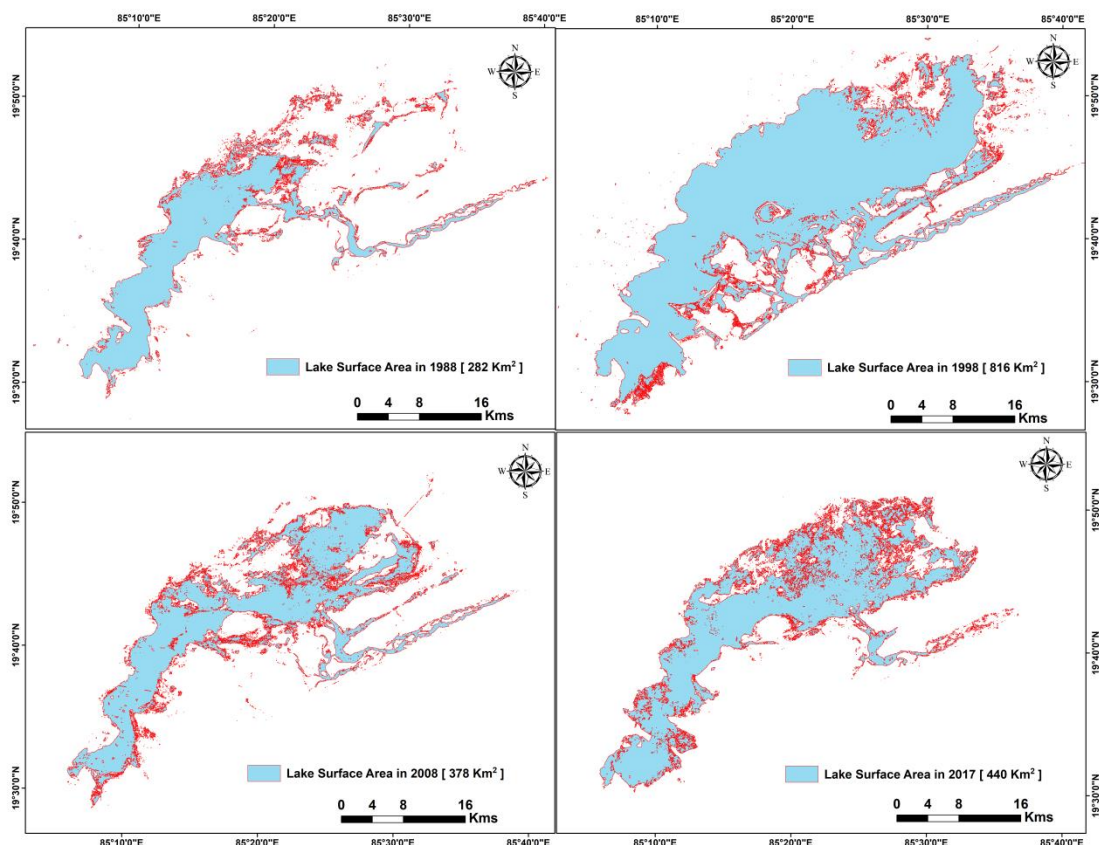 85°10'0"E 85°20'0"E 85°30'0"E 85°40'0"E 85°10'0"E 85°20'0"E 85°30'0"E 85°40'0"E
N
W E
S
19°50'0"N
19°40'0"N
19°30'0"N
Lake Surface Area in 1988 [ 282 Km²]
0 4 8 16
Kms
N
W E
S
19°50'0"N
19°40'0"N
19°30'0"N
Lake Surface Area in 1998 [ 816 Km²]
0 4 8 16
Kms
N
W E
S
19°50'0"N
19°40'0"N
19°30'0"N
Lake Surface Area in 2008 [ 378 Km²]
0 4 8 16
Kms
N
W E
S
19°50'0"N
19°40'0"N
19°30'0"N
Lake Surface Area in 2017 [ 440 Km² ]
0 4 8 16
Kms
85°10'0"E 85°20'0"E 85°30'0"E 85°40'0"E 85°10'0"E 85°20'0"E 85°30'0"E 85°40'0"E